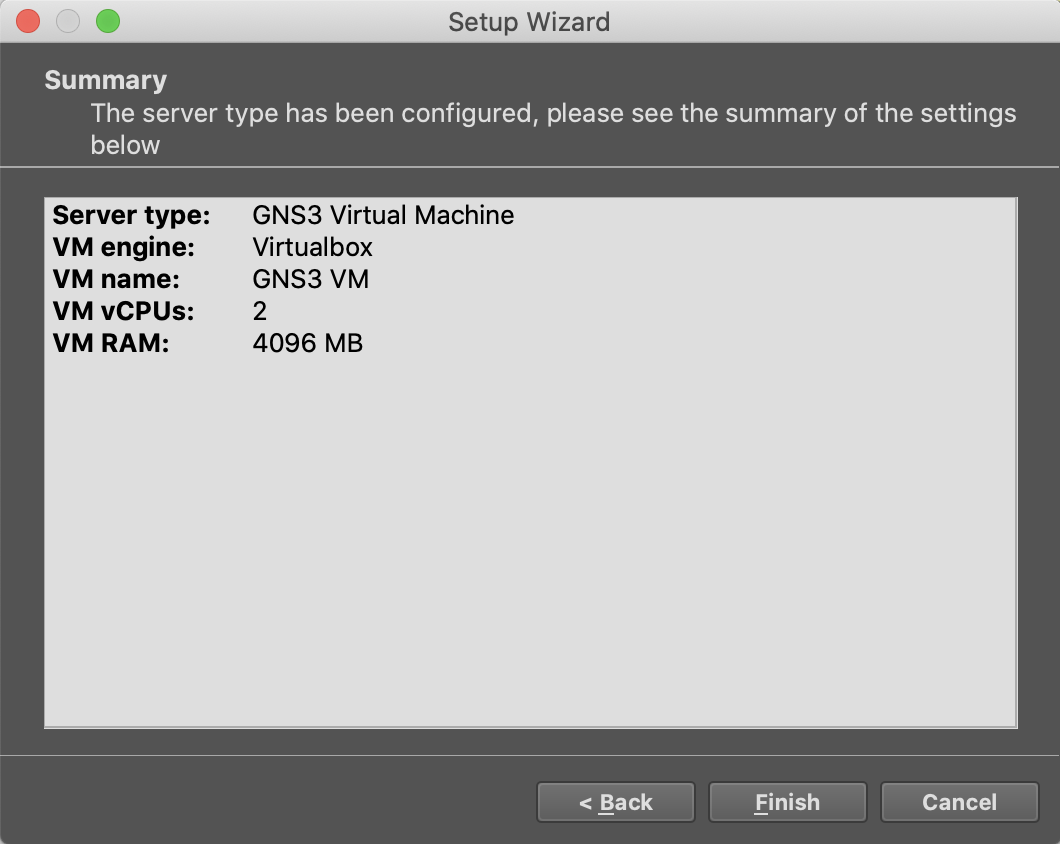 Setup Wizard
Summary
The server type has been configured, please see the summary of the settings
below
Server type: GNS3 Virtual Machine
VM engine: Virtualbox
VM name: GNS3 VM
VM vCPUs: 2
VM RAM: 4096 MB
< Back Finish Cancel